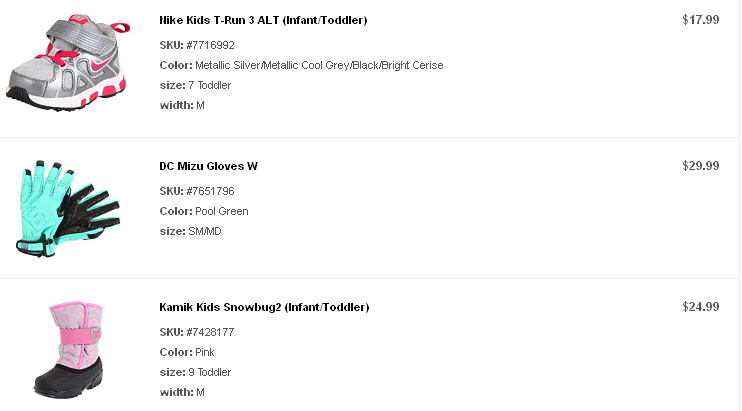 Nike Kids T-Run 3 ALT (Infant/Toddler)
$17.99
SKU: #7716992
Color: Metallic Silver/Metallic Cool Grey/Black/Bright Cerise
size: 7 Toddler
width: M
DC Mizu Gloves W
$29.99
SKU: #7651796
Color: Pool Green
size: SM/MD
Kamik Kids Snowbug2 (Infant/Toddler)
$24.99
SKU: #7428177
Color: Pink
size: 9 Toddler
width: M